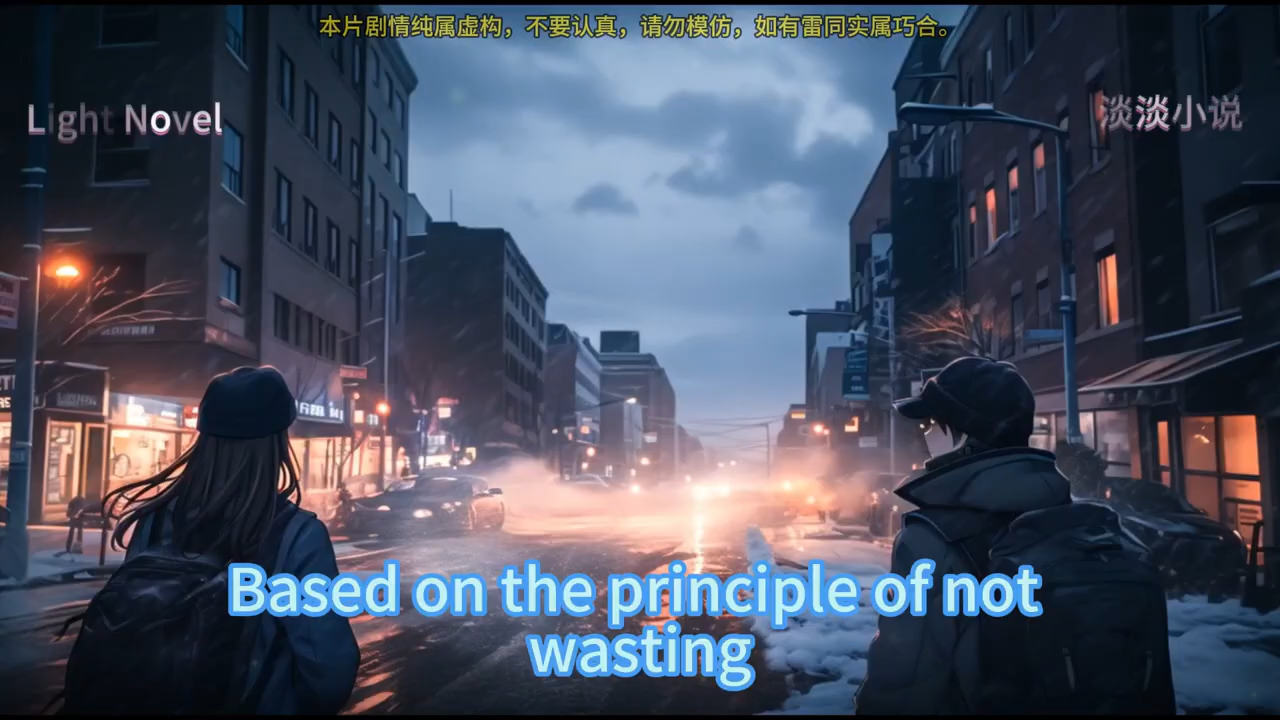 本片剧情纯属虚构，不要认真，请勿模仿，如有雷同实属巧合。
Light Novel
淡淡小说
Based on the principle of not
wasting